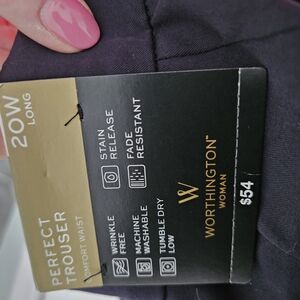 20W
LONG
PERFECT
TROUSER
COMFORT WAIST
STAIN
RELEASE
FADE
RESISTANT
WRINKLE
FREE
MACHINE
WASHABLE
TUMBLE DRY
LOW
W
WORTHINGTON™
WOMAN
$54